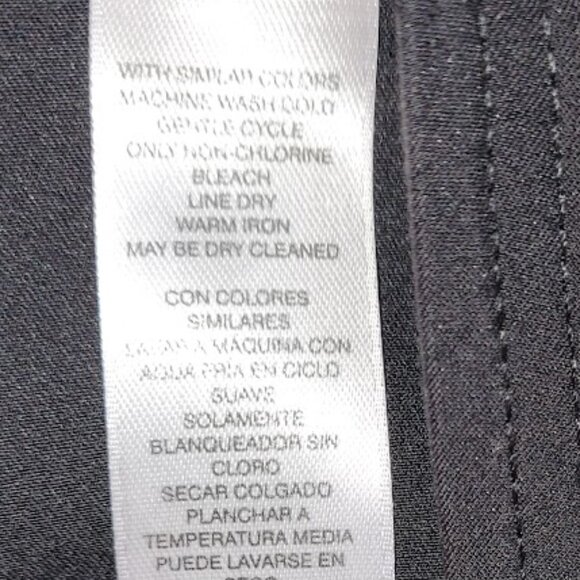 WITH SIMILAR COLORS
MACHINE WASH COLD
GENTLE CYCLE
ONLY NON-CHLORINE
BLEACH
LINE DRY
WARM IRON
MAY BE DRY CLEANED
CON COLORES
SIMILARES
LAVAR A MÁQUINA CON
AGUA FRIA EN CICLO
SUAVE
SOLAMENTE
BLANQUEADOR SIN
CLORO
SECAR COLGADO
PLANCHAR A
TEMPERATURA MEDIA
PUEDE LAVARSE EN